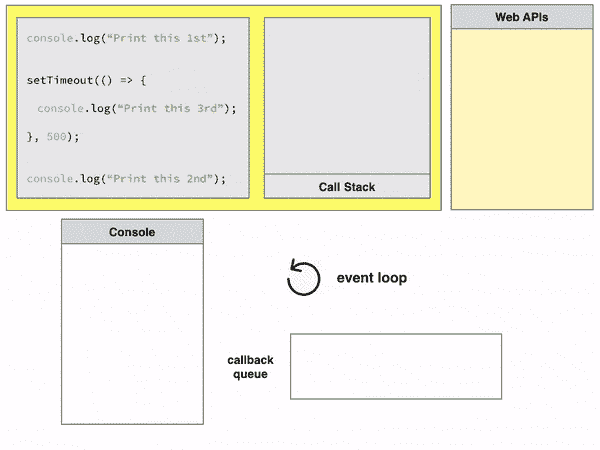 console.log(“Print this 1st”);
setTimeout(() => {
console.log(“Print this 3rd”);
}, 500);
console.log(“Print this 2nd”);
Call Stack
Web APIs
Console
event loop
callback
queue